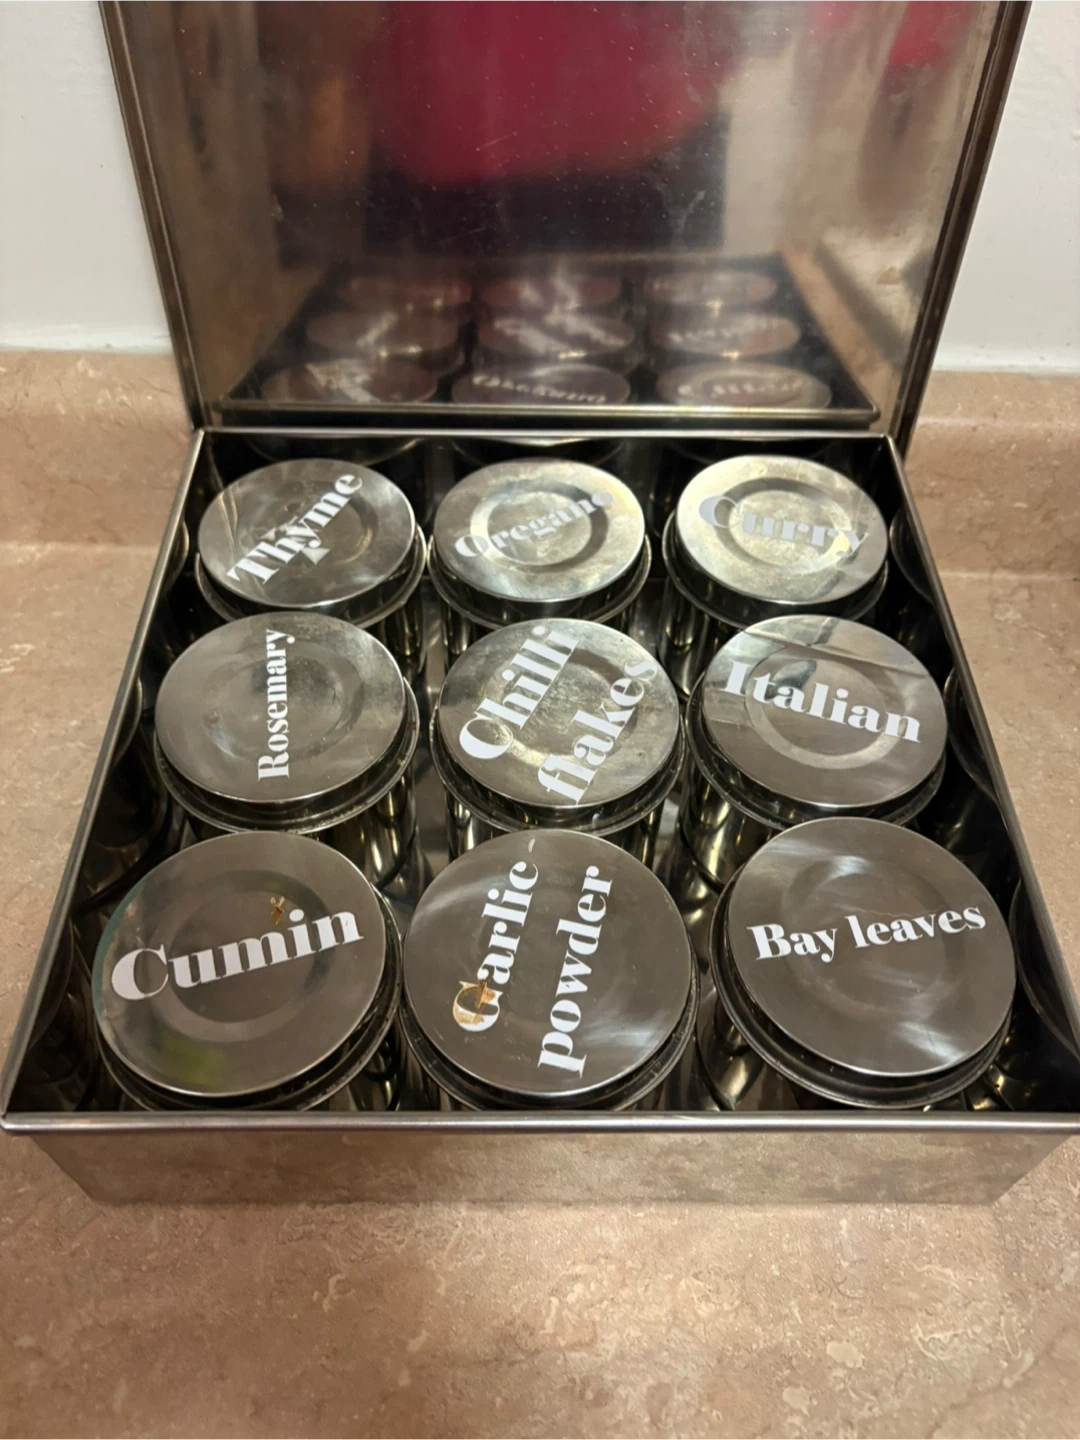 Thyme
Oregano
Curry
Rosemary
Chilli
flakes
Italian
Cumin
Garlic-
powder
Bay leaves